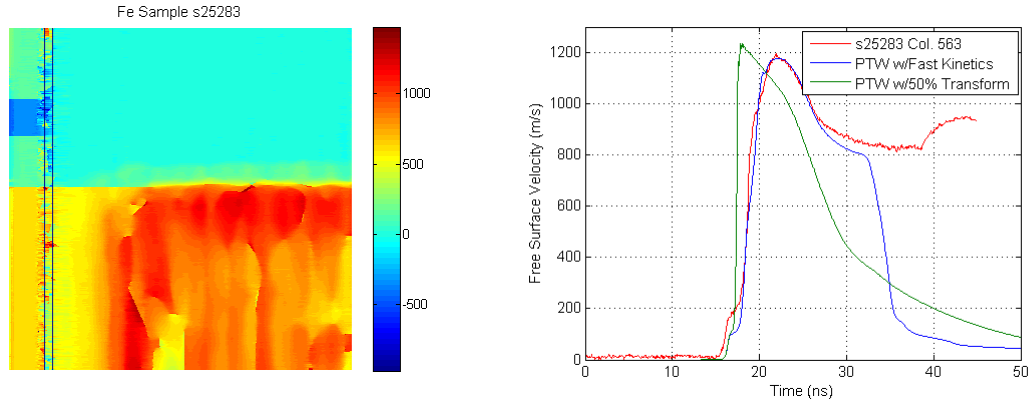 Fe Sample s25283
1000
500
0
-500
Free Surface Velocity (m/s)
1200
1000
800
600
400
200
0
s25283 Col. 563
PTW w/Fast Kinetics
PTW w/50% Transform
0 10 20 30 40 50
Time (ns)